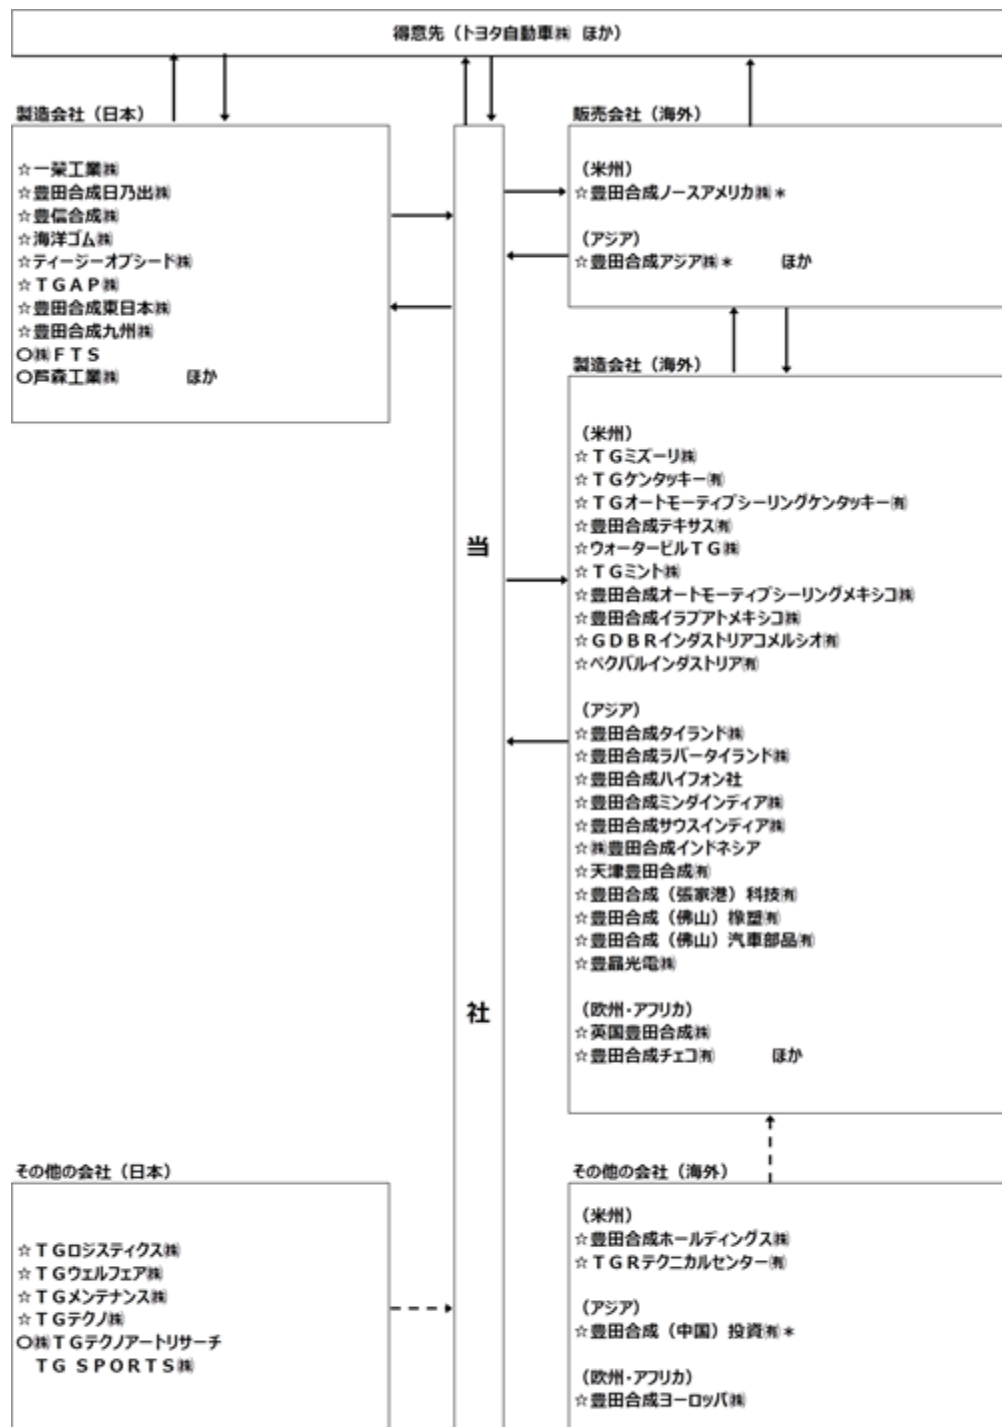 得意先（トヨタ自動車㈱ ほか）
製造会社（日本）
☆一榮工業㈱
☆豊田合成日乃出㈱
☆豊信合成㈱
☆海洋ゴム㈱
☆ティージーオプシード㈱
☆ＴＧＡＰ㈱
☆豊田合成東日本㈱
☆豊田合成九州㈱
○㈱ＦＴＳ
○芦森工業㈱　ほか
当
社
販売会社（海外）
（米州）
☆豊田合成ノースアメリカ㈱＊
（アジア）
☆豊田合成アジア㈱＊　ほか
製造会社（海外）
（米州）
☆ＴＧミズーリ㈱
☆ＴＧケンタッキー㈲
☆ＴＧオートモーティブシーリングケンタッキー㈲
☆豊田合成テキサス㈲
☆ウォータービルＴＧ㈱
☆ＴＧミント㈱
☆豊田合成オートモーティブシーリングメキシコ㈱
☆豊田合成イラプアトメキシコ㈱
☆ＧＤＢＲインダストリアコメルシオ㈲
☆ペクバルインダストリア㈲
（アジア）
☆豊田合成タイランド㈱
☆豊田合成ラバータイランド㈱
☆豊田合成ハイフォン社
☆豊田合成ミンダインディア㈱
☆豊田合成サウスインディア㈱
☆㈱豊田合成インドネシア
☆天津豊田合成㈲
☆豊田合成（張家港）科技㈲
☆豊田合成（佛山）橡塑㈲
☆豊田合成（佛山）汽車部品㈲
☆豊晶光電㈱
（欧州・アフリカ）
☆英国豊田合成㈱
☆豊田合成チェコ㈲　ほか
その他の会社（日本）
☆ＴＧロジスティクス㈱
☆ＴＧウェルフェア㈱
☆ＴＧメンテナンス㈱
☆ＴＧテクノ㈱
○㈱ＴＧテクノアートリサーチ
ＴＧ ＳＰＯＲＴＳ㈱
その他の会社（海外）
（米州）
☆豊田合成ホールディングス㈱
☆ＴＧＲテクニカルセンター㈲
（アジア）
☆豊田合成（中国）投資㈲＊
（欧州・アフリカ）
☆豊田合成ヨーロッパ㈱